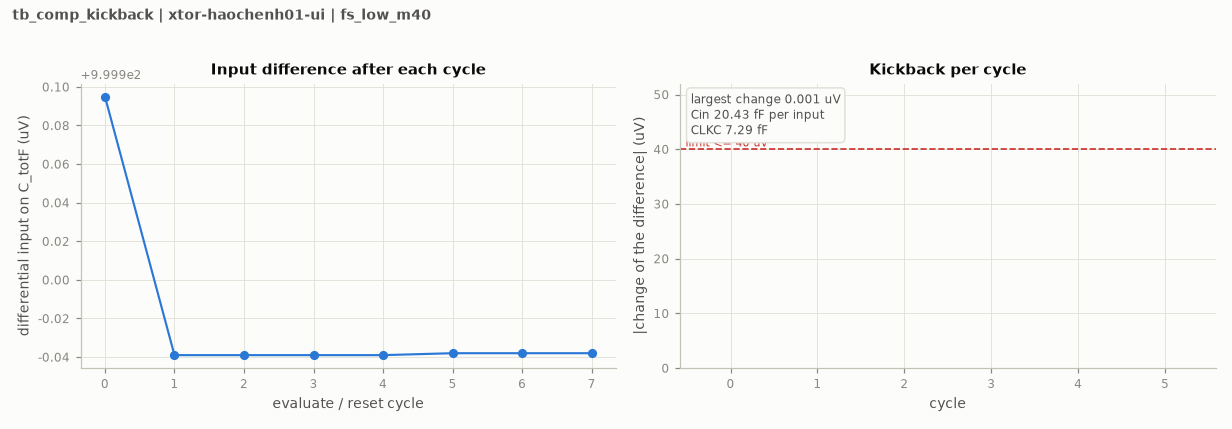 tb_comp_kickback | xtor-haochenh01-ui | fs_low_m40
Input difference after each cycle
+9.999e2
differential input on C_totF (uV)
0.10
0.08
0.06
0.04
0.02
0.00
-0.02
-0.04
0 1 2 3 4 5 6 7
evaluate / reset cycle
Kickback per cycle
|change of the difference| (uV)
largest change 0.001 uV
Cin 20.43 fF per input
CLKC 7.29 fF
limit <= 40 uV
50
40
30
20
10
0
0 1 2 3 4 5
cycle